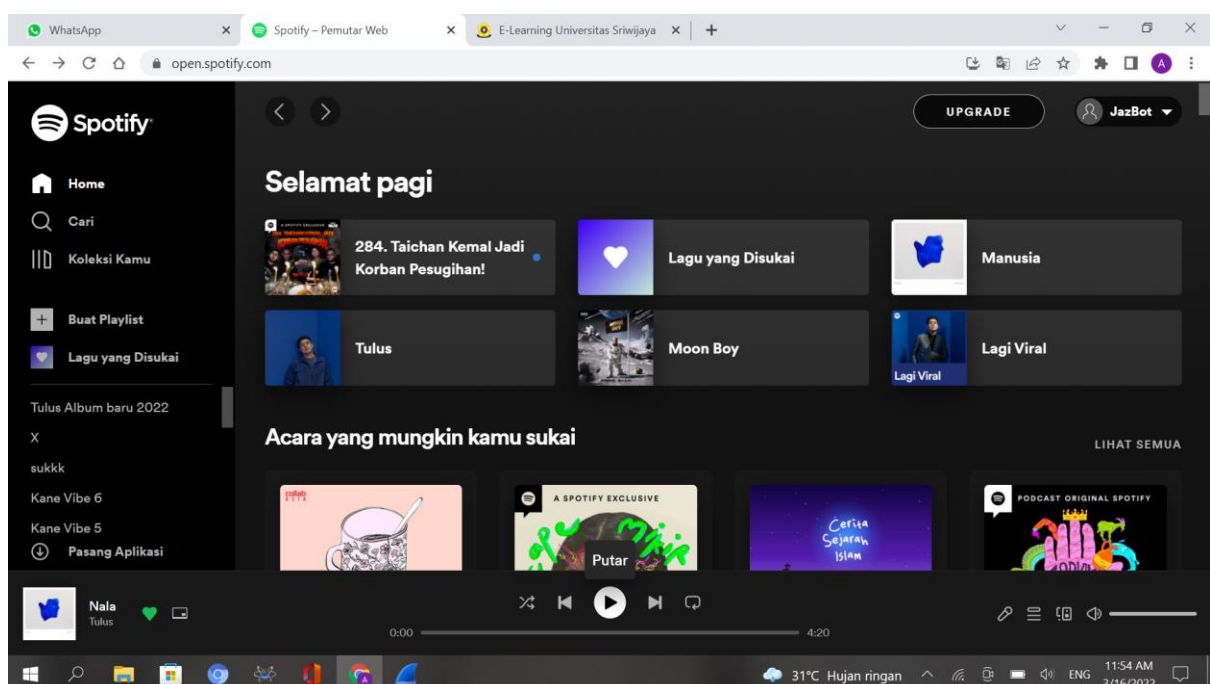 WhatsApp
Spotify – Pemutar Web
E-Learning Universitas Sriwijaya
open.spotify.com
A
Spotify
UPGRADE
JazBot
Home
Cari
Koleksi Kamu
Buat Playlist
Lagu yang Disukai
Tulus Album baru 2022
X
sukkk
Kane Vibe 6
Kane Vibe 5
Pasang Aplikasi
Selamat pagi
284. Taichan Kemal Jadi
Korban Pesugihan!
Lagu yang Disukai
Manusia
Tulus
Moon Boy
Lagi Viral
Lagi Viral
Acara yang mungkin kamu sukai
LIHAT SEMUA
collab
A SPOTIFY EXCLUSIVE
Cerita
Sejarah
Islam
PODCAST ORIGINAL SPOTIFY
Putar
Nala
Tulus
0:00
4:20
31°C Hujan ringan
ENG
11:54 AM